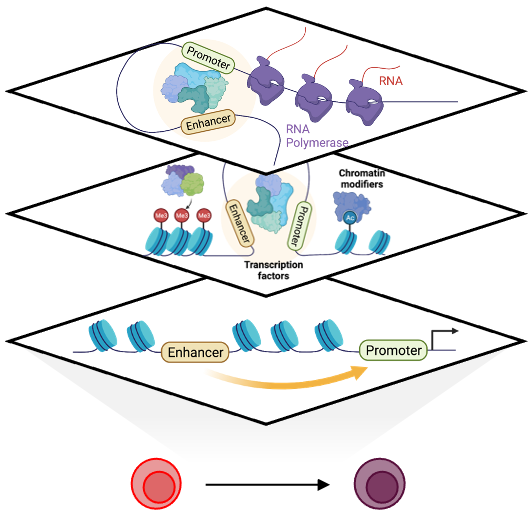 Promoter
RNA
Enhancer
RNA
Polymerase
Chromatin
modifiers
Me3
Me3
Me3
Ac
Enhancer
Promoter
Transcription
factors
Enhancer
Promoter